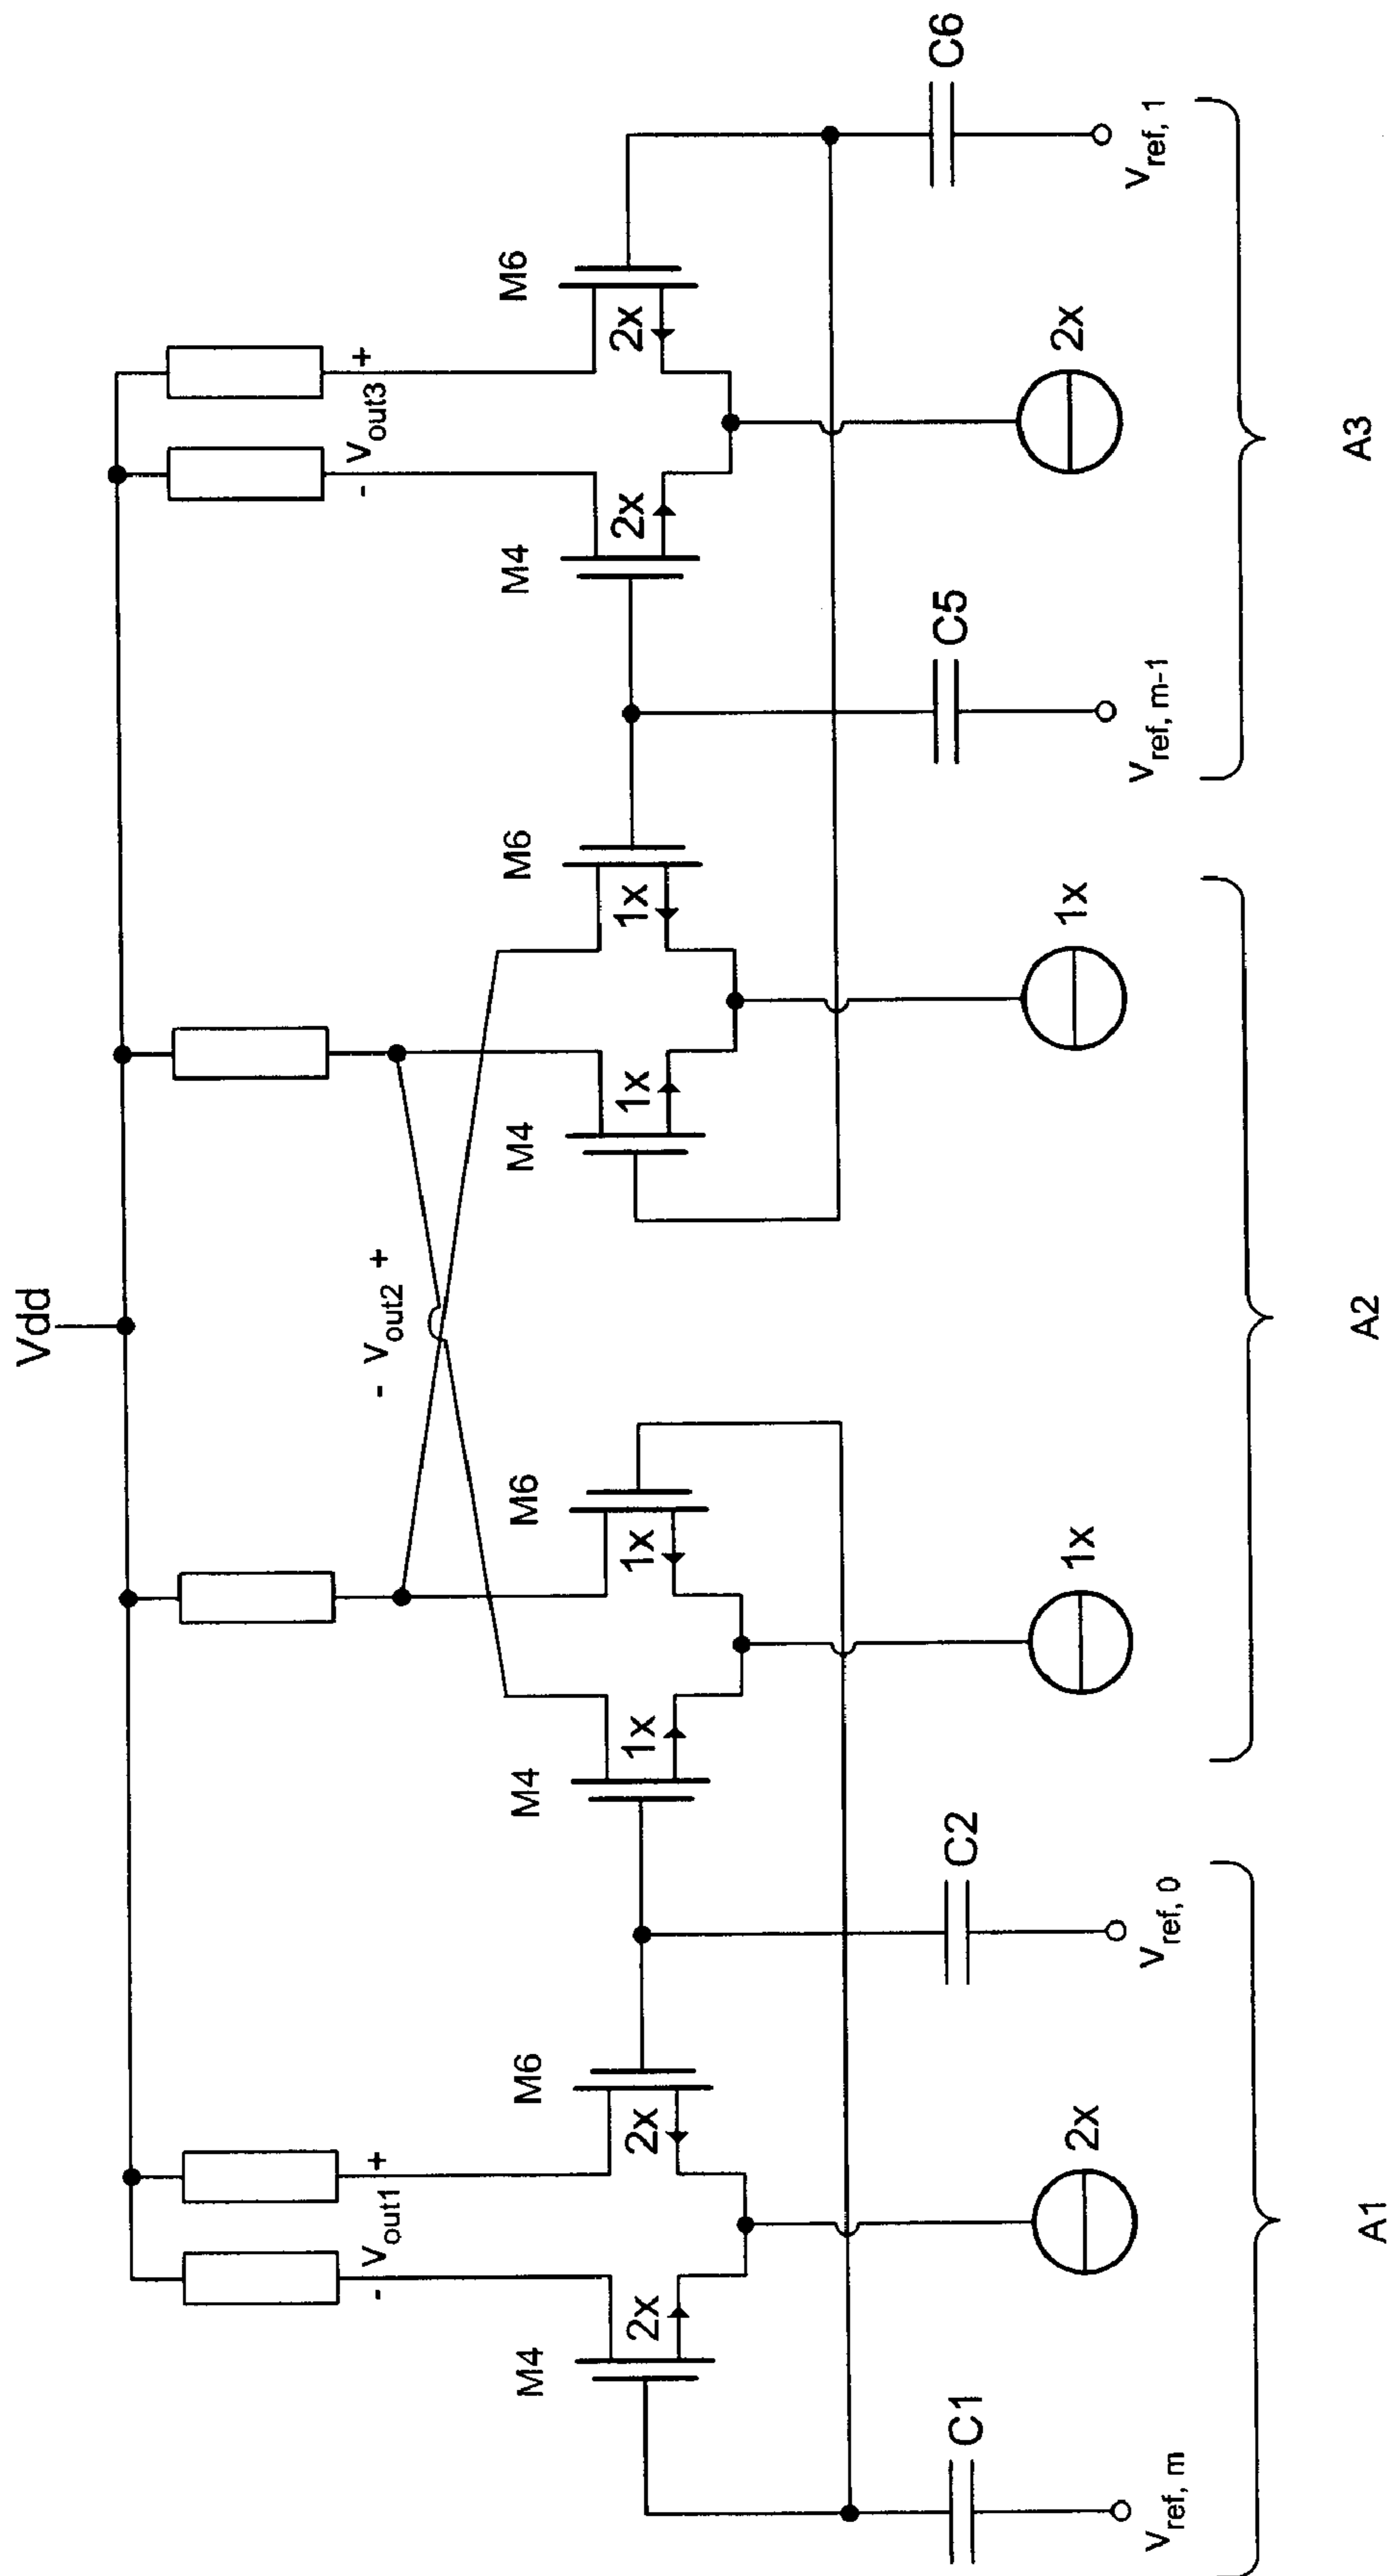 Vdd
- Vout1 +
- Vout2 +
- Vout3 +
M4
M6
M4
M6
M4
M6
M4
M6
2x
2x
1x
1x
1x
1x
2x
2x
C1
C2
C5
C6
2x
1x
1x
2x
Vref, m
Vref, 0
Vref, m-1
Vref, 1
A1
A2
A3